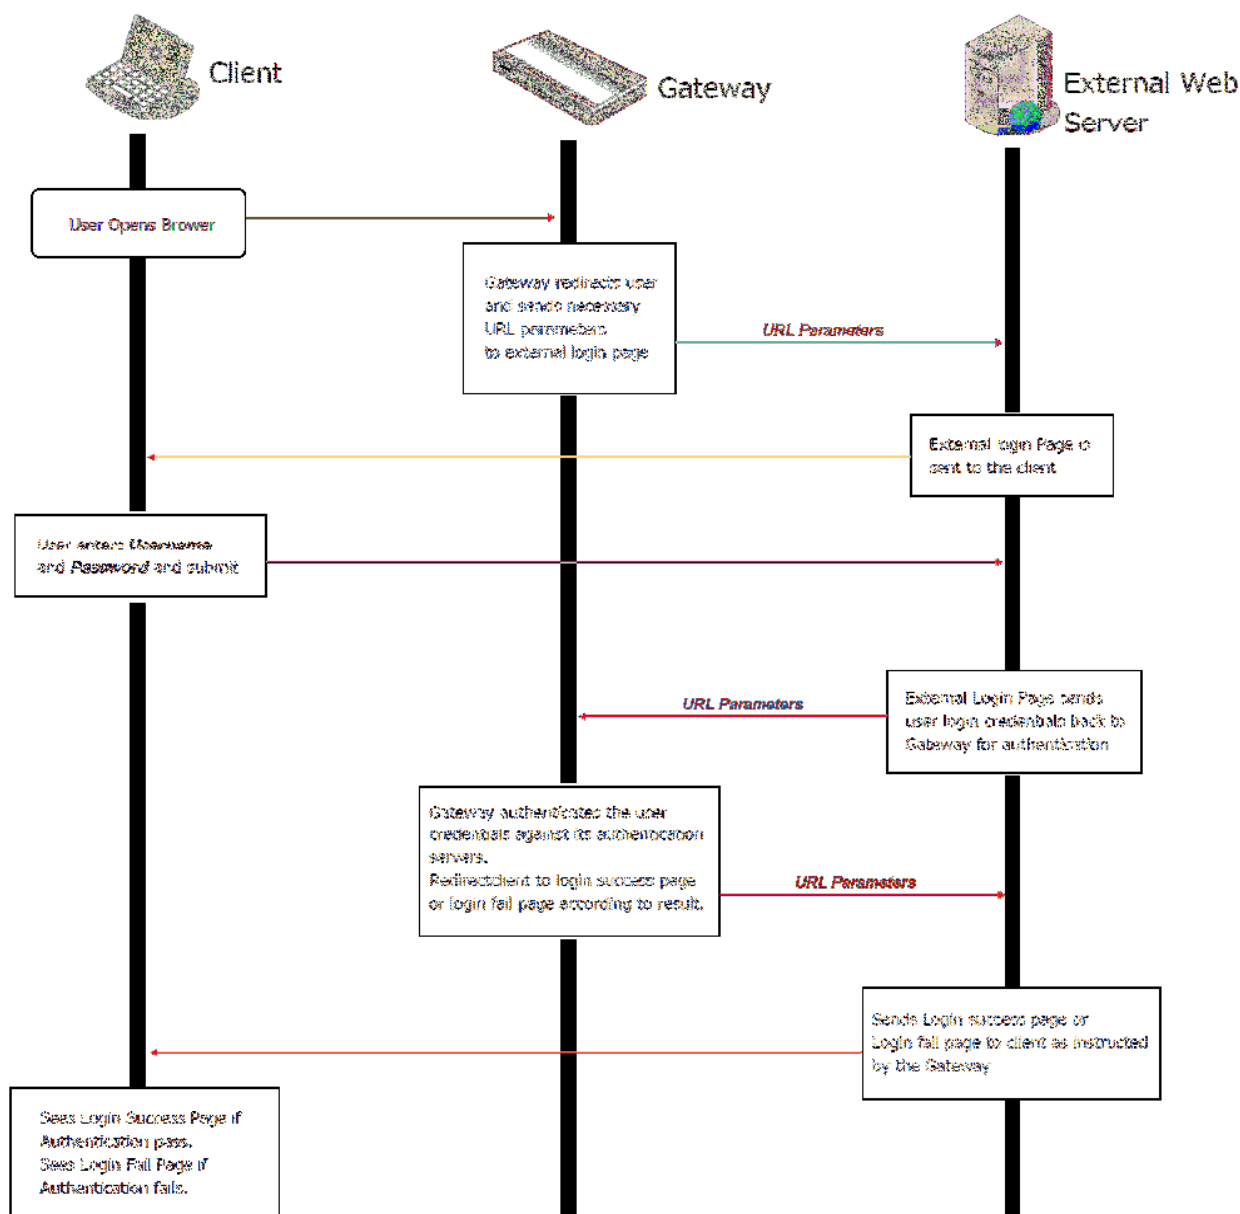 Client
Gateway
External Web
Server
User Opens Brower
Gateway redirects user
and sends necessary
URL parameters
to external login page
URL Parameters
External login Page is
sent to the client
User enters Username
and Password and submit
URL Parameters
External Login Page sends
user login credentials back to
Gateway for authentication
Gateway authenticates the user
credentials against its authentication
servers.
Redirectclient to login success page
or login fail page according to result.
URL Parameters
Sends Login success page or
Login fail page to client as instructed
by the Gateway
Sees Login Success Page if
Authentication pass.
Sees Login Fail Page if
Authentication fails.